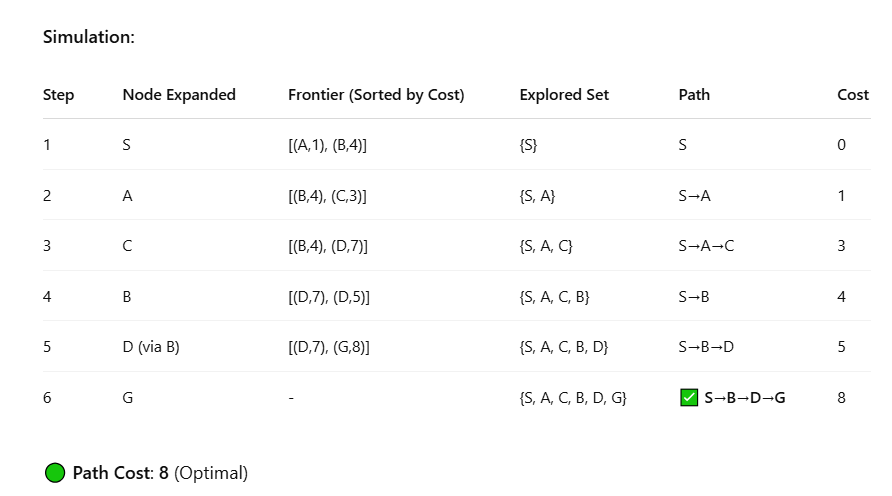 Simulation:
Step Node Expanded Frontier (Sorted by Cost) Explored Set Path Cost
1 S [(A,1), (B,4)] {S} S 0
2 A [(B,4), (C,3)] {S, A} S→A 1
3 C [(B,4), (D,7)] {S, A, C} S→A→C 3
4 B [(D,7), (D,5)] {S, A, C, B} S→B 4
5 D (via B) [(D,7), (G,8)] {S, A, C, B, D} S→B→D 5
6 G - {S, A, C, B, D, G} ✅ S→B→D→G 8
🟢 Path Cost: 8 (Optimal)